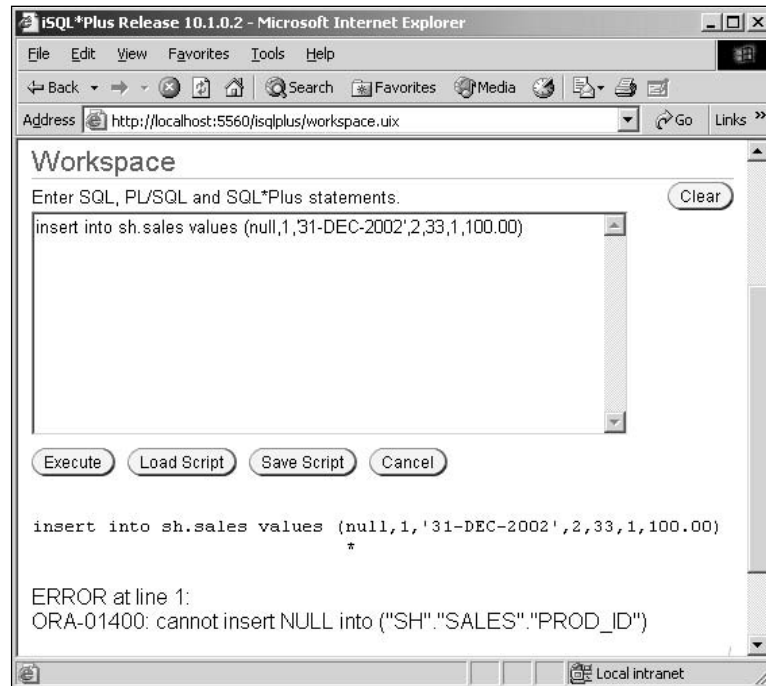 iSQL*Plus Release 10.1.0.2 - Microsoft Internet Explorer
File Edit View Favorites Tools Help
Back Search Favorites Media
Address http://localhost:5560/isqlplus/workspace.uix Go Links »
Workspace
Enter SQL, PL/SQL and SQL*Plus statements. Clear
insert into sh.sales values (null,1,'31-DEC-2002',2,33,1,100.00)
Execute Load Script Save Script Cancel
insert into sh.sales values (null,1,'31-DEC-2002',2,33,1,100.00)
*
ERROR at line 1:
ORA-01400: cannot insert NULL into ("SH"."SALES"."PROD_ID")
Local intranet